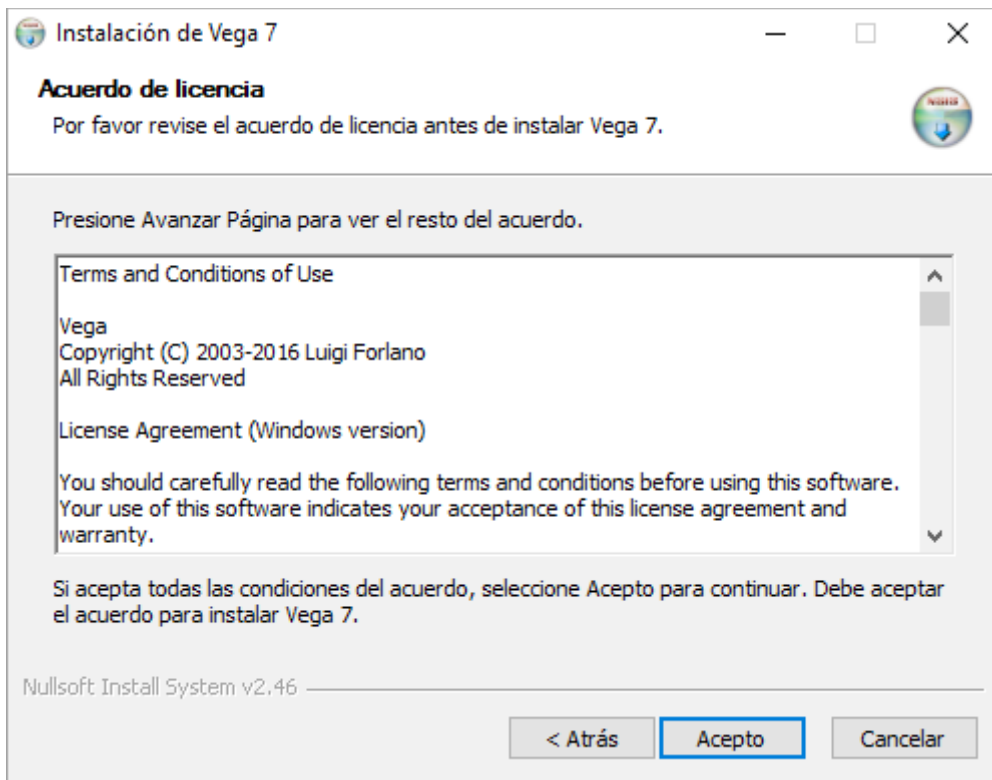 Instalación de Vega 7
Acuerdo de licencia
Por favor revise el acuerdo de licencia antes de instalar Vega 7.
Presione Avanzar Página para ver el resto del acuerdo.
Terms and Conditions of Use
Vega
Copyright (C) 2003-2016 Luigi Forlano
All Rights Reserved
License Agreement (Windows version)
You should carefully read the following terms and conditions before using this software.
Your use of this software indicates your acceptance of this license agreement and
warranty.
Si acepta todas las condiciones del acuerdo, seleccione Acepto para continuar. Debe aceptar
el acuerdo para instalar Vega 7.
Nullsoft Install System v2.46
< Atrás
Acepto
Cancelar